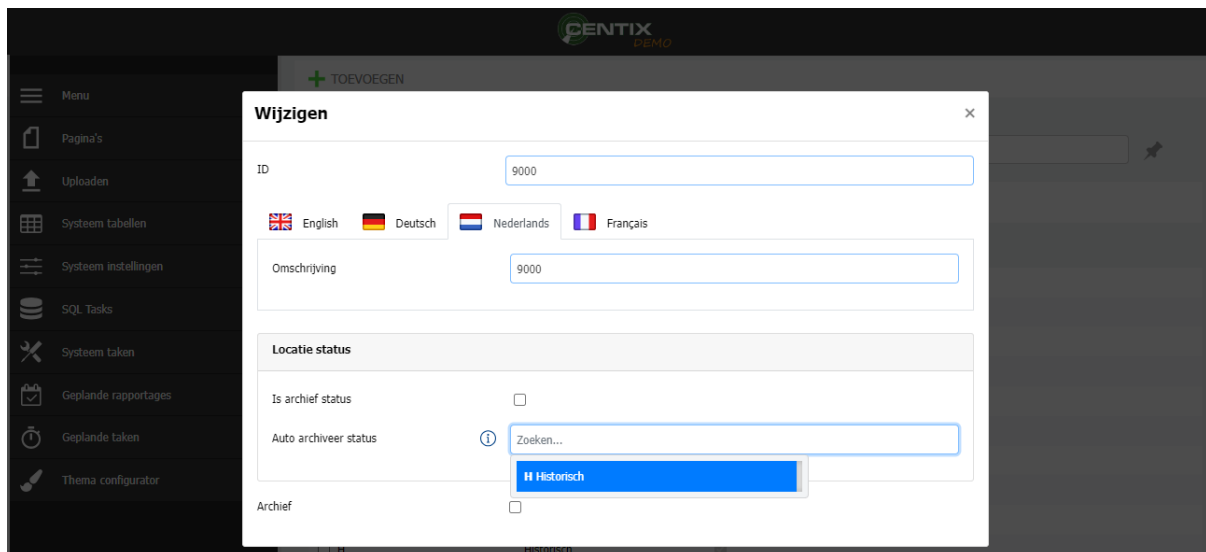 CENTIX
DEMO
TOEVOEGEN
Menu
Pagina's
Uploaden
Systeem tabellen
Systeem instellingen
SQL Tasks
Systeem taken
Geplande rapportages
Geplande taken
Thema configurator
Wijzigen
ID
9000
English
Deutsch
Nederlands
Français
Omschrijving
9000
Locatie status
Is archief status
Auto archiveer status
Zoeken...
H Historisch
Archief
H Historisch